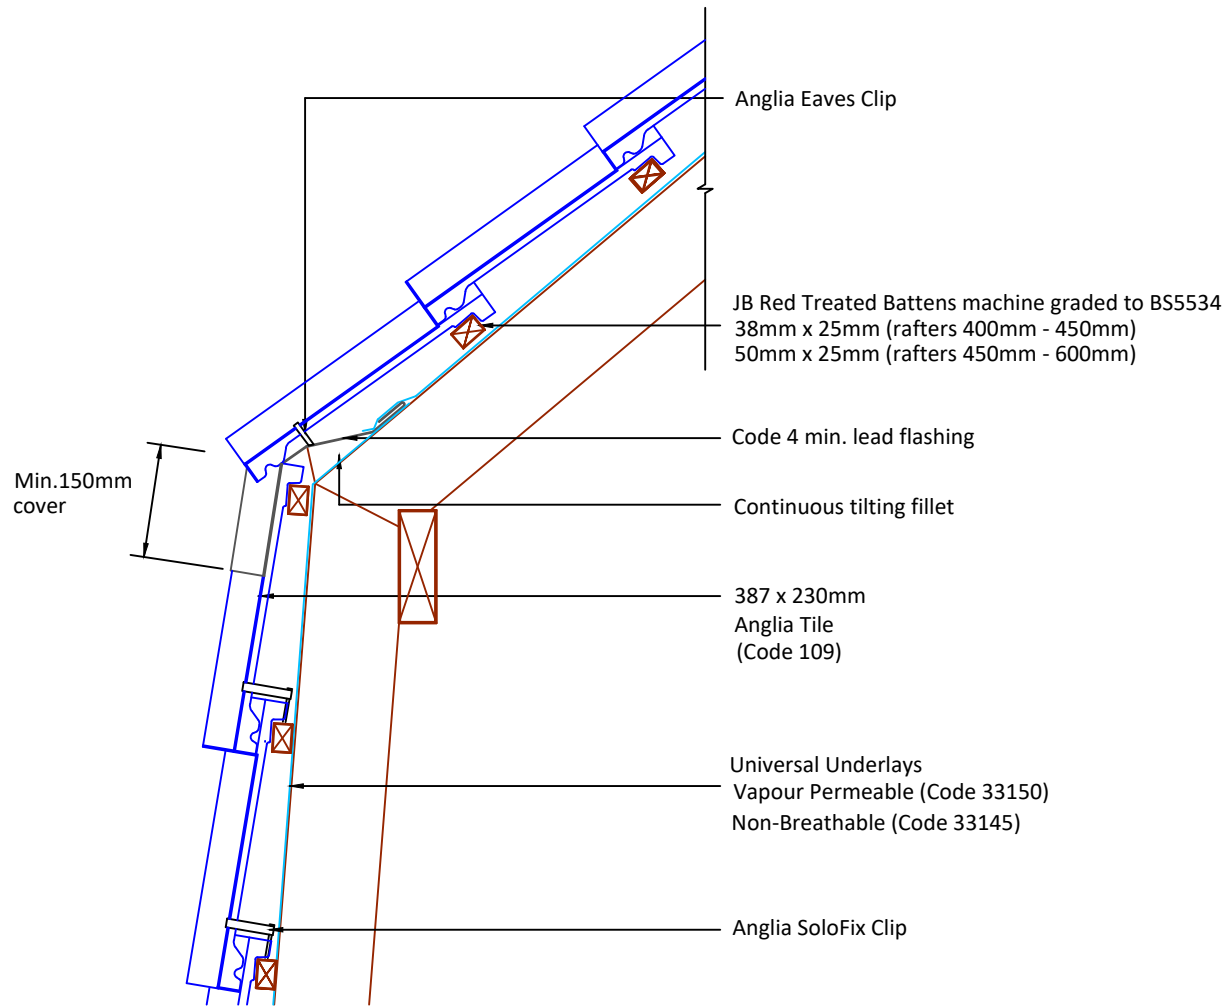 Anglia Eaves Clip
JB Red Treated Battens machine graded to BS5534
38mm x 25mm (rafters 400mm - 450mm)
50mm x 25mm (rafters 450mm - 600mm)
Code 4 min. lead flashing
Min.150mm
cover
Continuous tilting fillet
387 x 230mm
Anglia Tile
(Code 109)
Universal Underlays
Vapour Permeable (Code 33150)
Non-Breathable (Code 33145)
Anglia SoloFix Clip